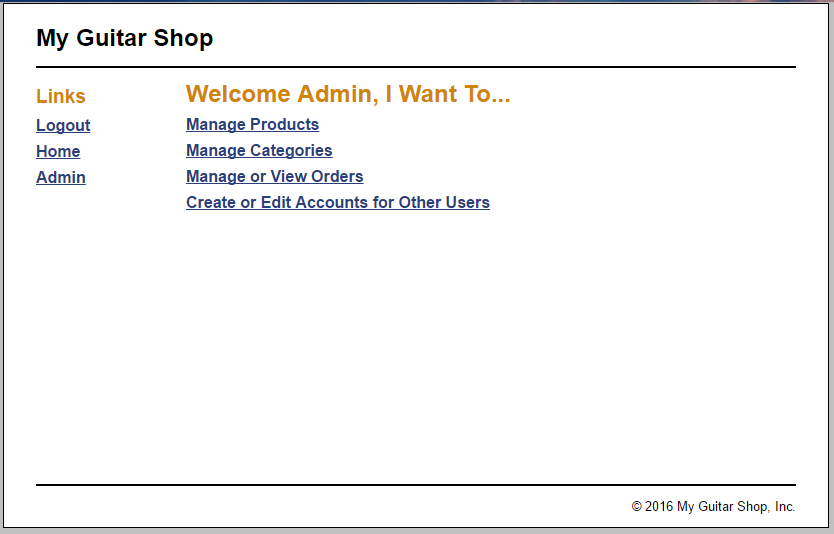 My Guitar Shop
Links
Logout
Home
Admin
Welcome Admin, I Want To...
Manage Products
Manage Categories
Manage or View Orders
Create or Edit Accounts for Other Users
© 2016 My Guitar Shop, Inc.